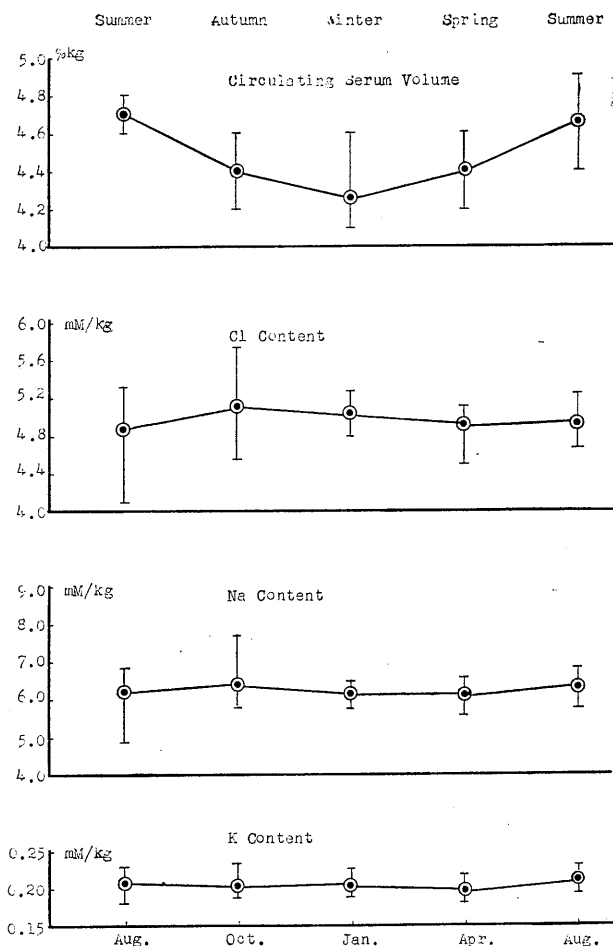 Summer Autumn Winter Spring Summer
5.0 %kg
Circulating Serum Volume
4.8
4.6
4.4
4.2
4.0
6.0 mM/kg
Cl Content
5.6
5.2
4.8
4.4
4.0
9.0 mM/kg
Na Content
8.0
7.0
6.0
5.0
4.0
K Content
0.25 mM/kg
0.20
0.15
Aug. Oct. Jan. Apr. Aug.